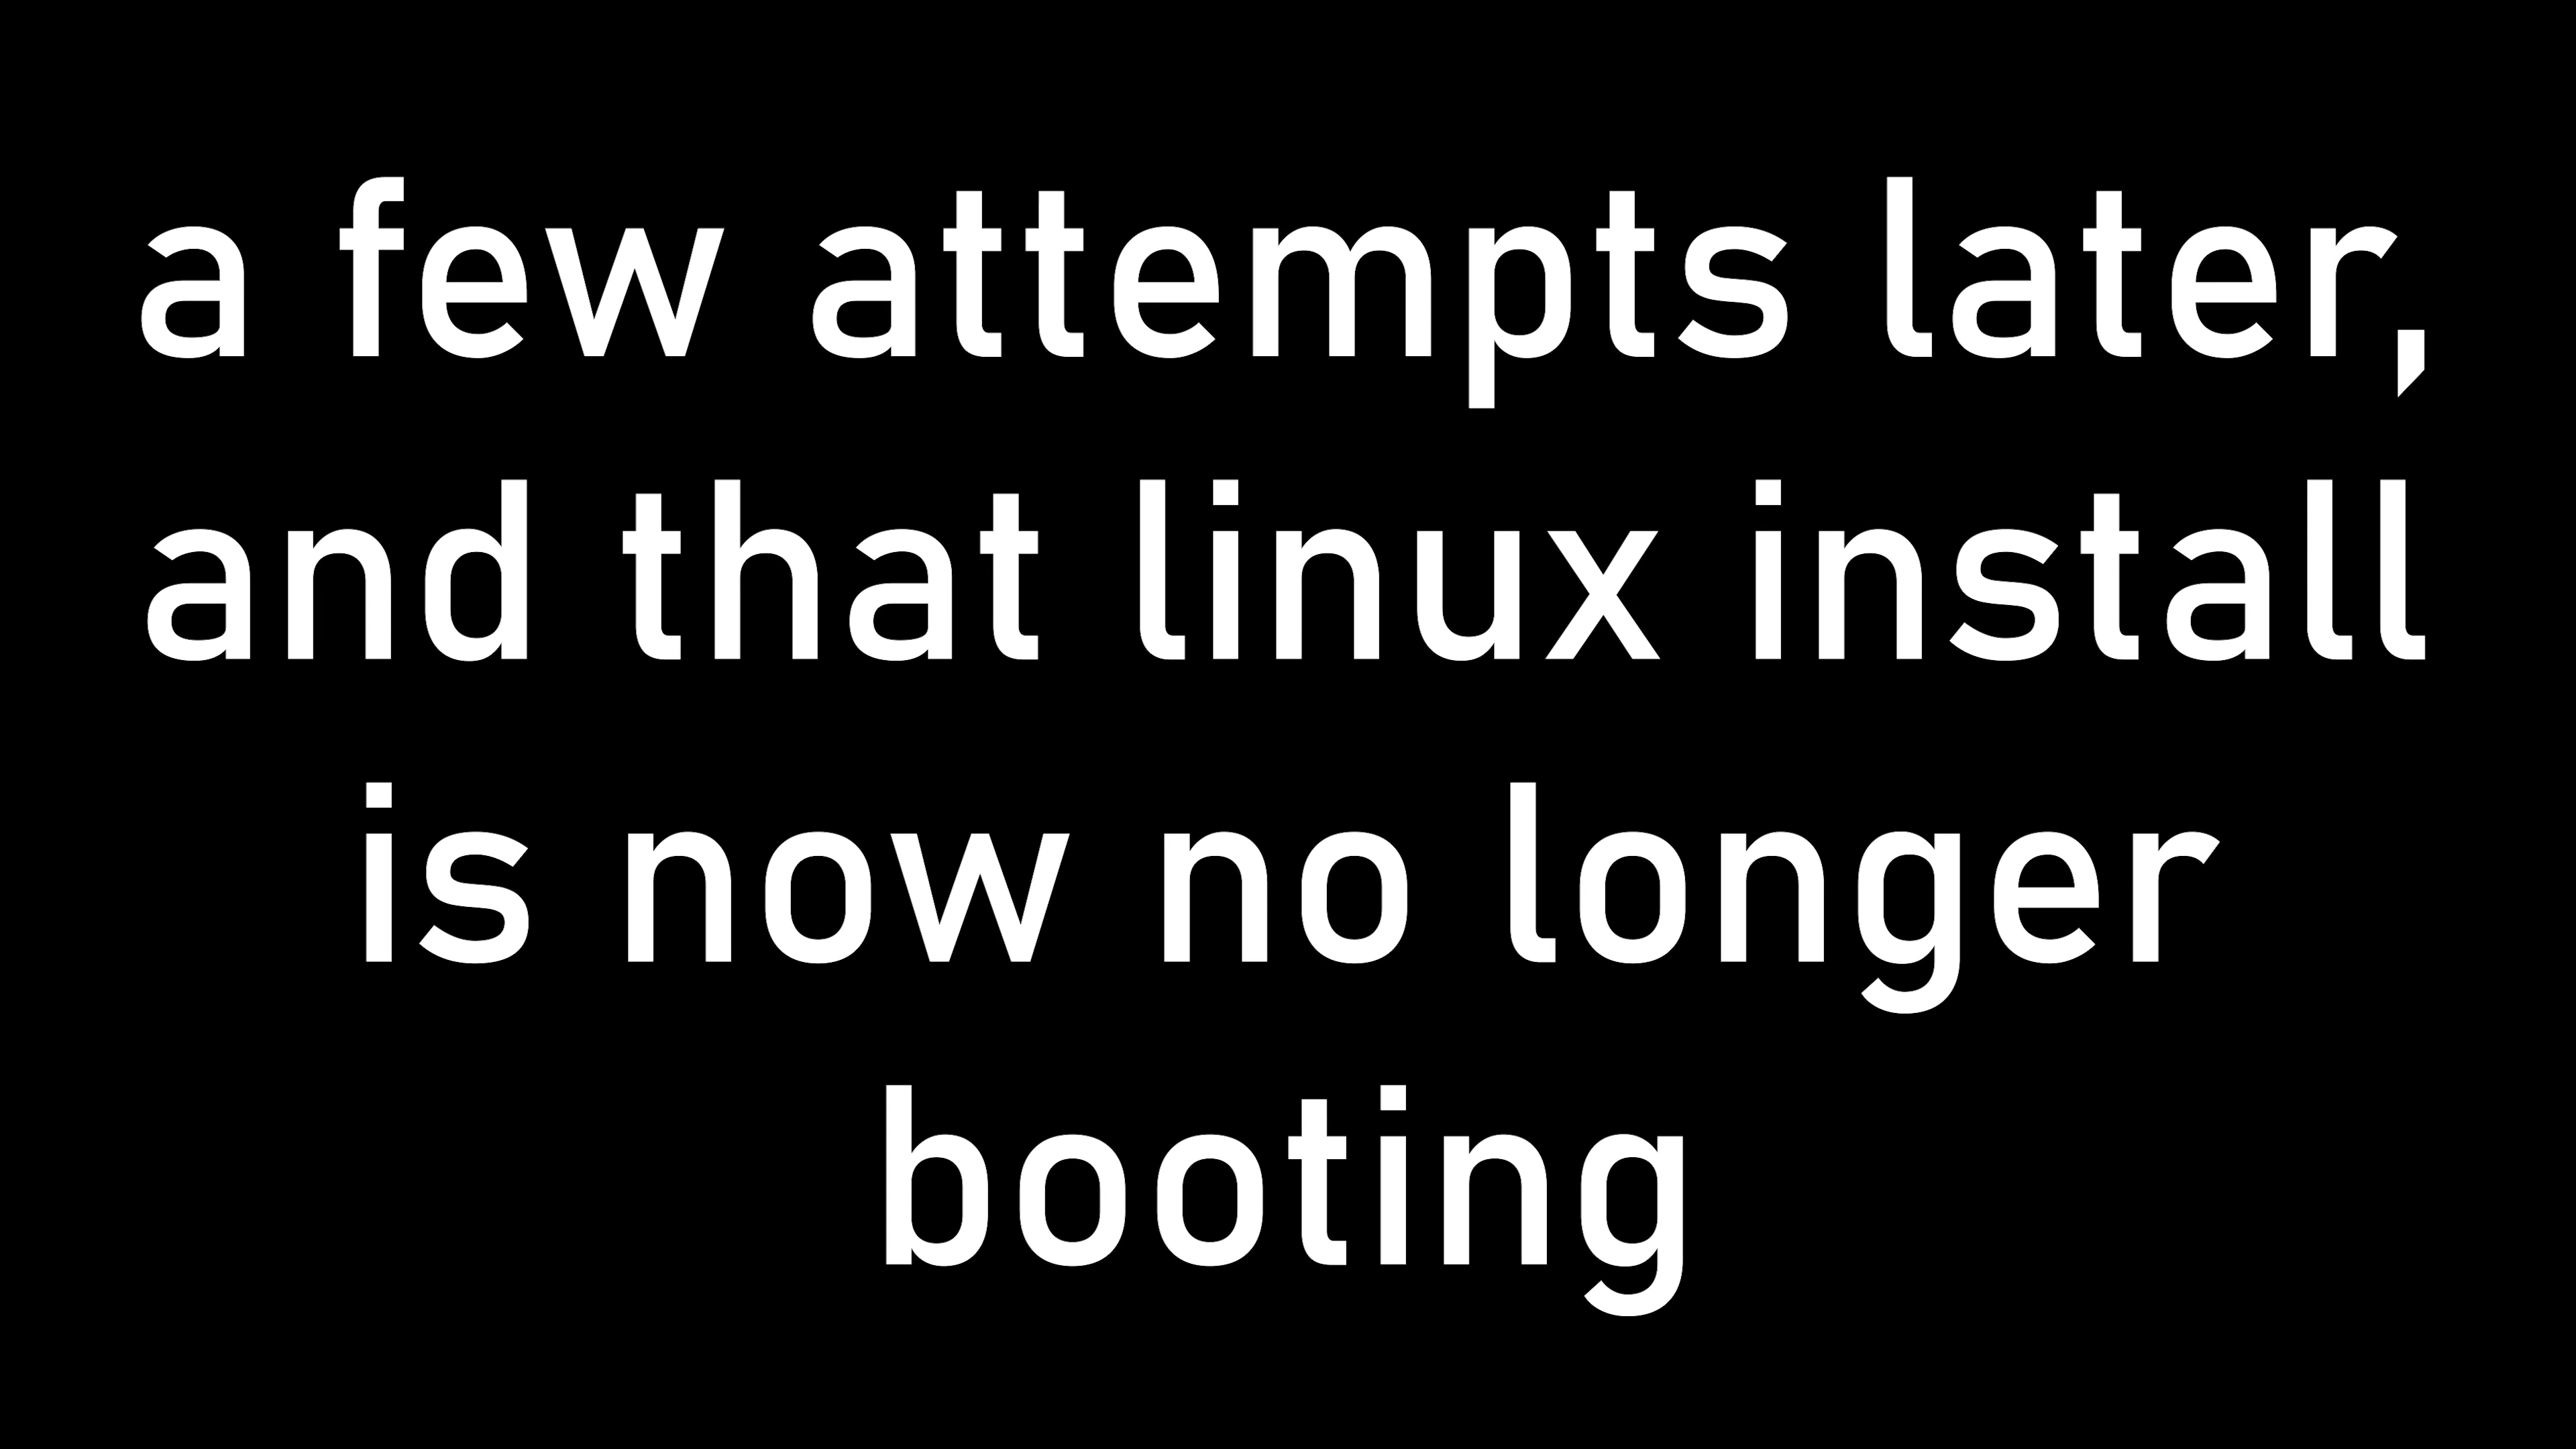 a few attempts later,
and that linux install
is now no longer
booting